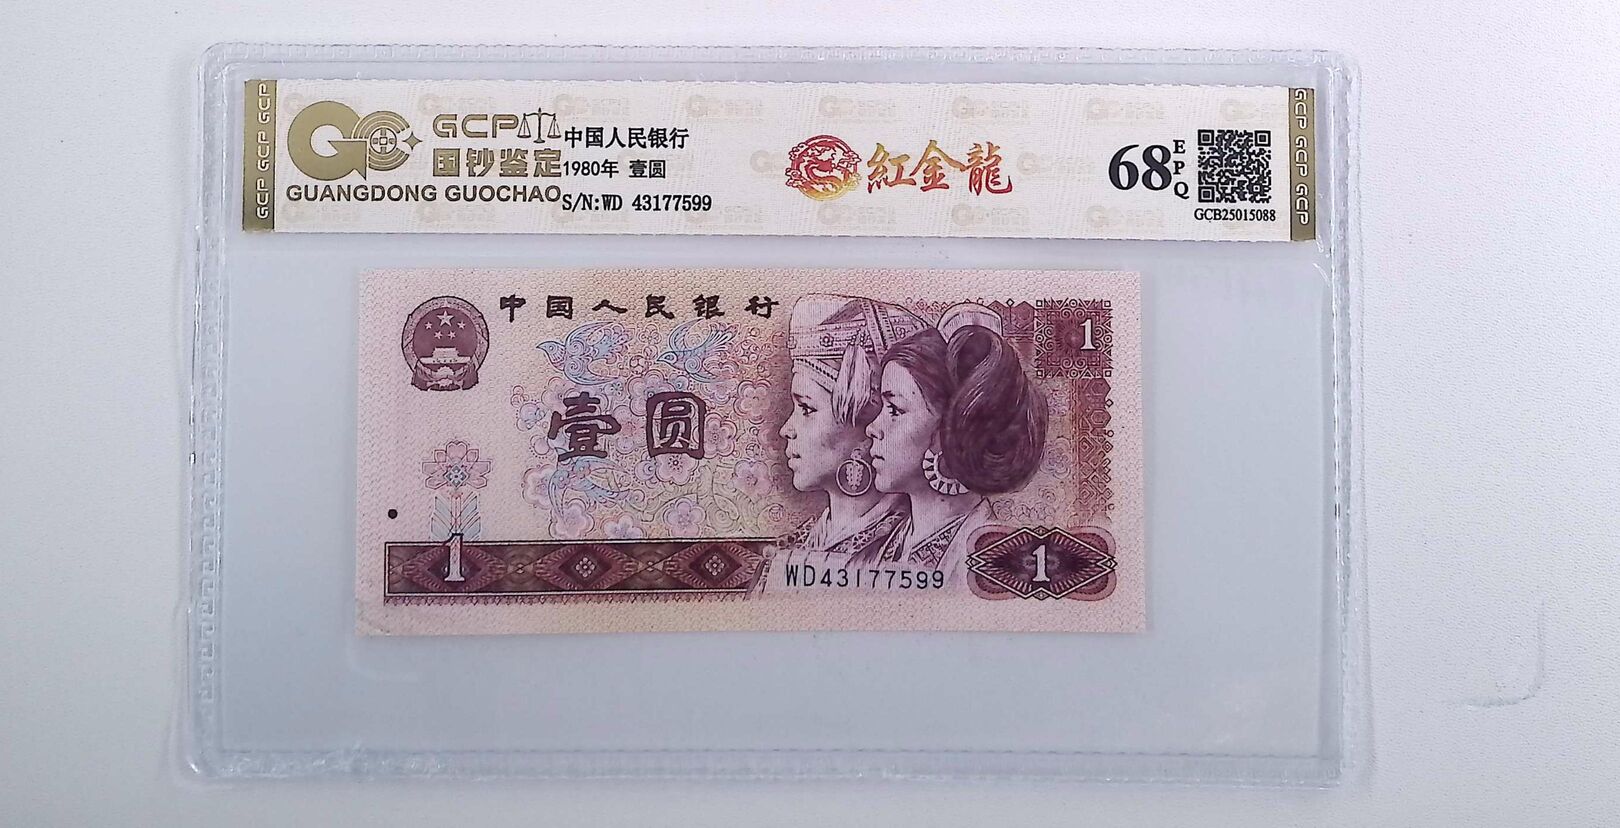 GCP
国钞鉴定
GUANGDONG GUOCHAO
中国人民银行
1980年 壹圆
S/N:WD 43177599
紅金龍
68 EPQ
GCB25015088
GCP GCP GCP
GCP GCP GCP
中国人民银行
1
壹圆
1
WD43177599
1